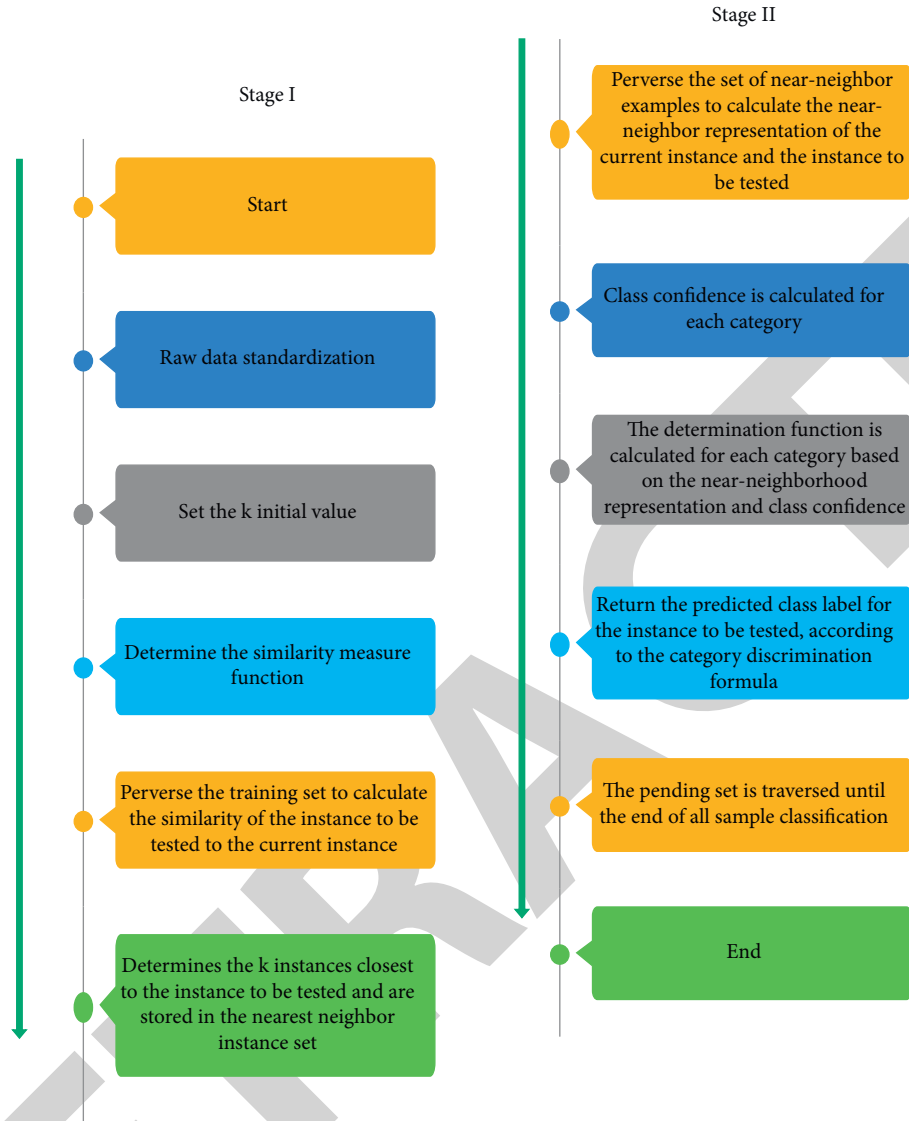 Stage I
Start
Raw data standardization
Set the k initial value
Determine the similarity measure
function
Perverse the training set to calculate
the similarity of the instance to be
tested to the current instance
Determines the k instances closest
to the instance to be tested and are
stored in the nearest neighbor
instance set
Stage II
Perverse the set of near-neighbor
examples to calculate the near-
neighbor representation of the
current instance and the instance to
be tested
Class confidence is calculated for
each category
The determination function is
calculated for each category based
on the near-neighborhood
representation and class confidence
Return the predicted class label for
the instance to be tested, according
to the category discrimination
formula
The pending set is traversed until
the end of all sample classification
End